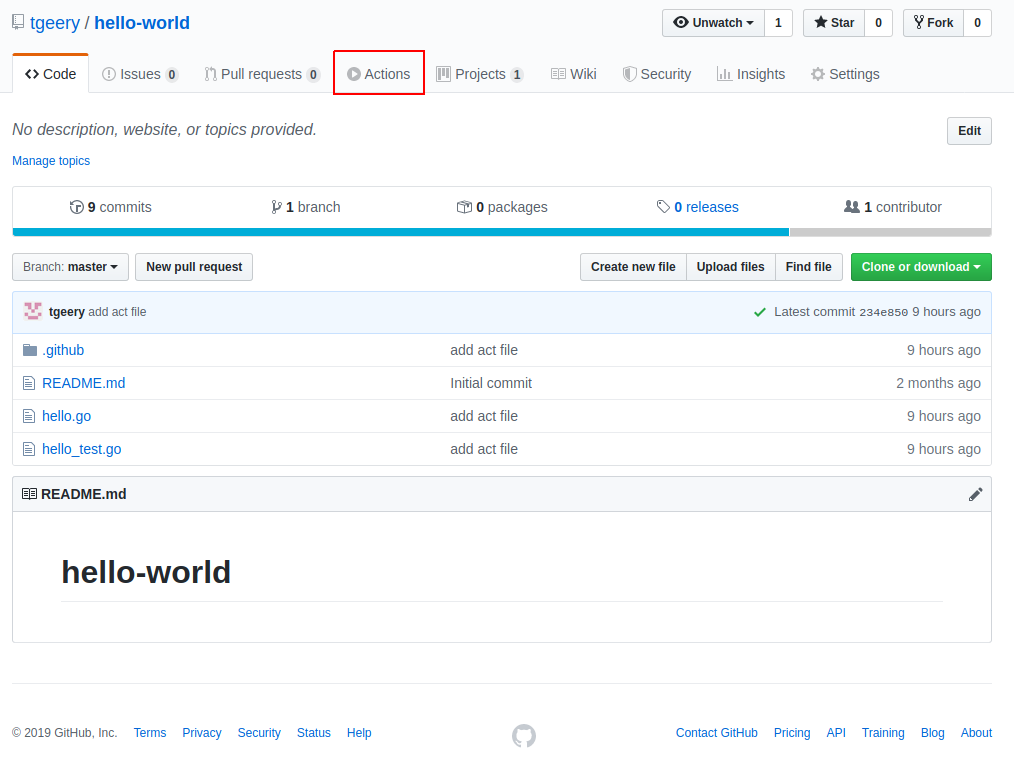 tgeery / hello-world Unwatch 1 Star 0 Fork 0
Code Issues 0 Pull requests 0 Actions Projects 1 Wiki Security Insights Settings
No description, website, or topics provided. Edit
Manage topics
9 commits 1 branch 0 packages 0 releases 1 contributor
Branch: master New pull request Create new file Upload files Find file Clone or download
tgeery add act file Latest commit 234e850 9 hours ago
.github add act file 9 hours ago
README.md Initial commit 2 months ago
hello.go add act file 9 hours ago
hello_test.go add act file 9 hours ago
README.md
hello-world
© 2019 GitHub, Inc. Terms Privacy Security Status Help Contact GitHub Pricing API Training Blog About